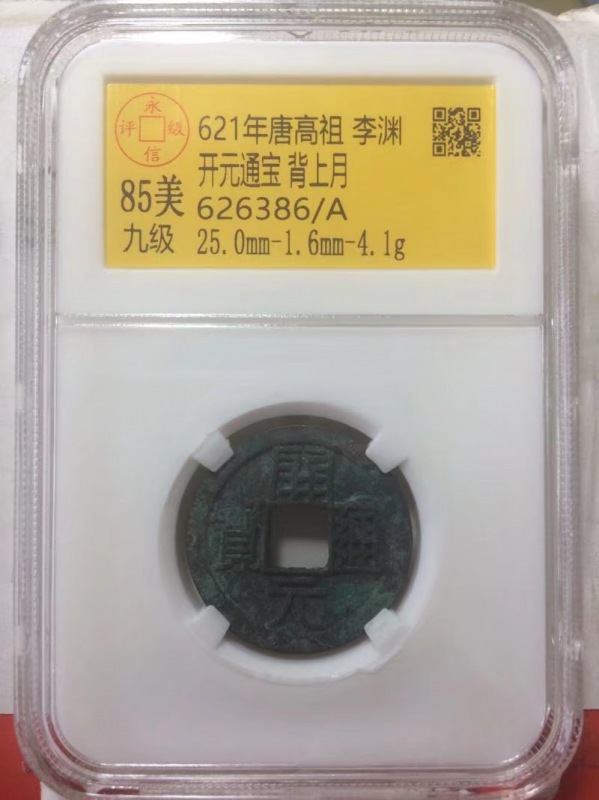 永
评 级
信
621年唐高祖 李渊
开元通宝 背上月
85美 626386/A
九级 25.0mm-1.6mm-4.1g
開
寳 通
元